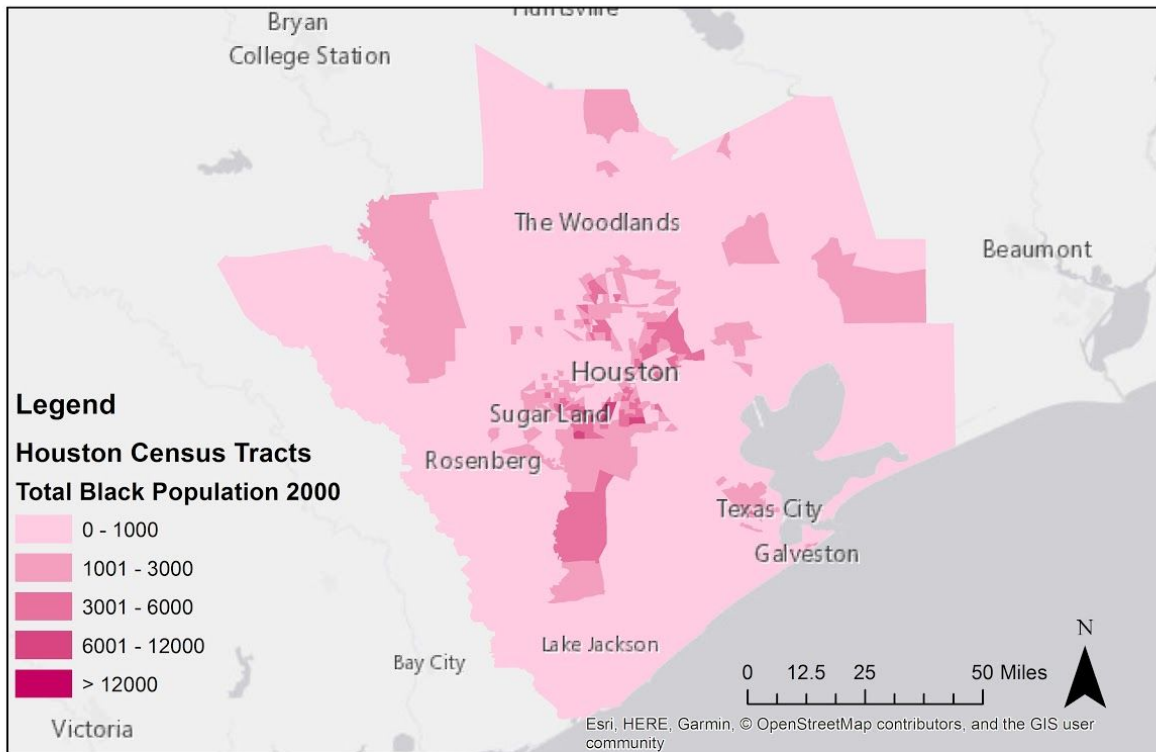 Huntsville
Bryan
College Station
The Woodlands
Beaumont
Houston
Sugar Land
Rosenberg
Texas City
Galveston
Lake Jackson
Bay City
Victoria
Legend
Houston Census Tracts
Total Black Population 2000
0 - 1000
1001 - 3000
3001 - 6000
6001 - 12000
> 12000
N
0 12.5 25 50 Miles
Esri, HERE, Garmin, © OpenStreetMap contributors, and the GIS user
community